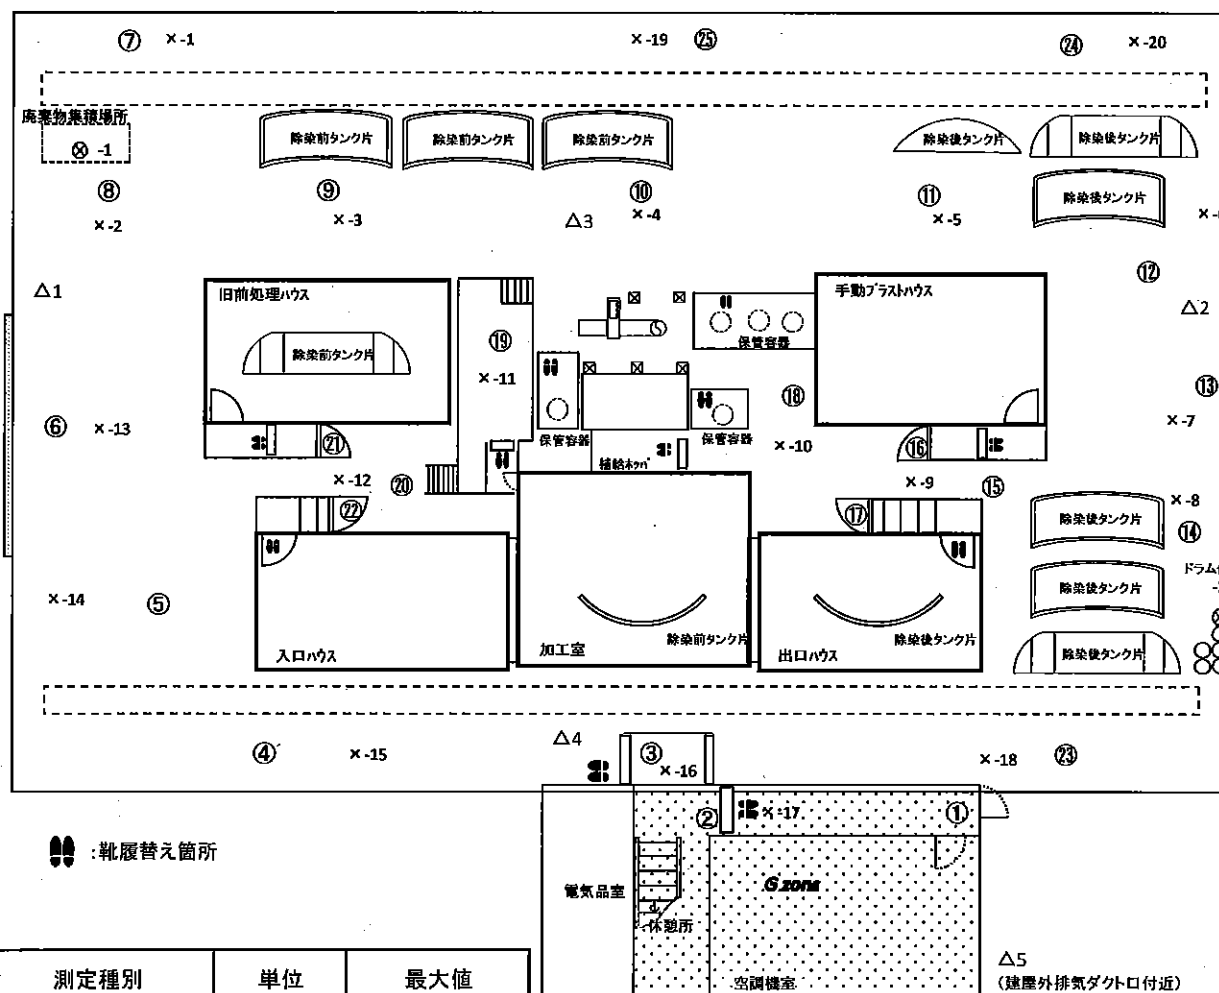 ⑦ ×-1 ×-19 ㉕ ㉔ ×-20
廃棄物集積場所
⊗ -1
除染前タンク片 除染前タンク片 除染前タンク片 除染後タンク片 除染後タンク片
⑧ ⑨ ⑩ ⑪ 除染後タンク片
×-2 ×-3 △3 ×-4 ×-5
⑫
△1 旧前処理ハウス 手動ブラストハウス △2
保管容器
除染前タンク片 ⑲
×-11 ⑱ ⑬
⑥ ×-13 ㉑ 保管容器 保管容器 ×-10 ⑯ ×-7
補給ホッパ
×-12 ⑳ ×-9 ⑮ ×-8
㉒ ⑰ 除染後タンク片 ⑭
ドラム
×-14 ⑤ 除染後タンク片
入口ハウス 加工室 除染前タンク片 出口ハウス 除染後タンク片 除染後タンク片
④ ×-15 △4 ③ ×-16 ×-18 ㉓
② ×-17 ①
:靴履替え箇所
電気品室 G zone
休憩所
測定種別 単位 最大値 空調機室 △5
(建屋外排気ダクト口付近)